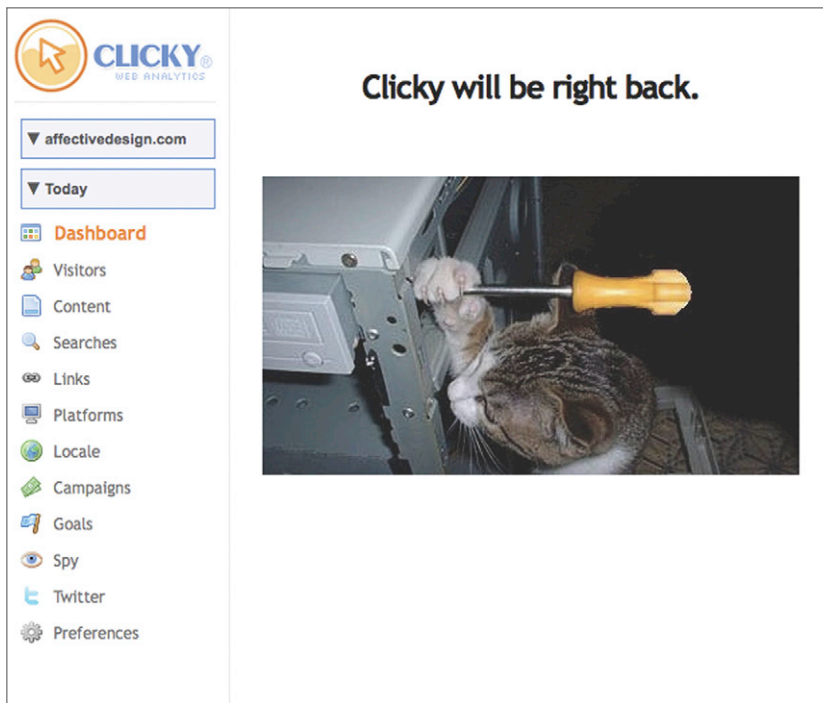 CLICKY®
WEB ANALYTICS
▼ affectivedesign.com
▼ Today
Dashboard
Visitors
Content
Searches
Links
Platforms
Locale
Campaigns
Goals
Spy
Twitter
Preferences
Clicky will be right back.